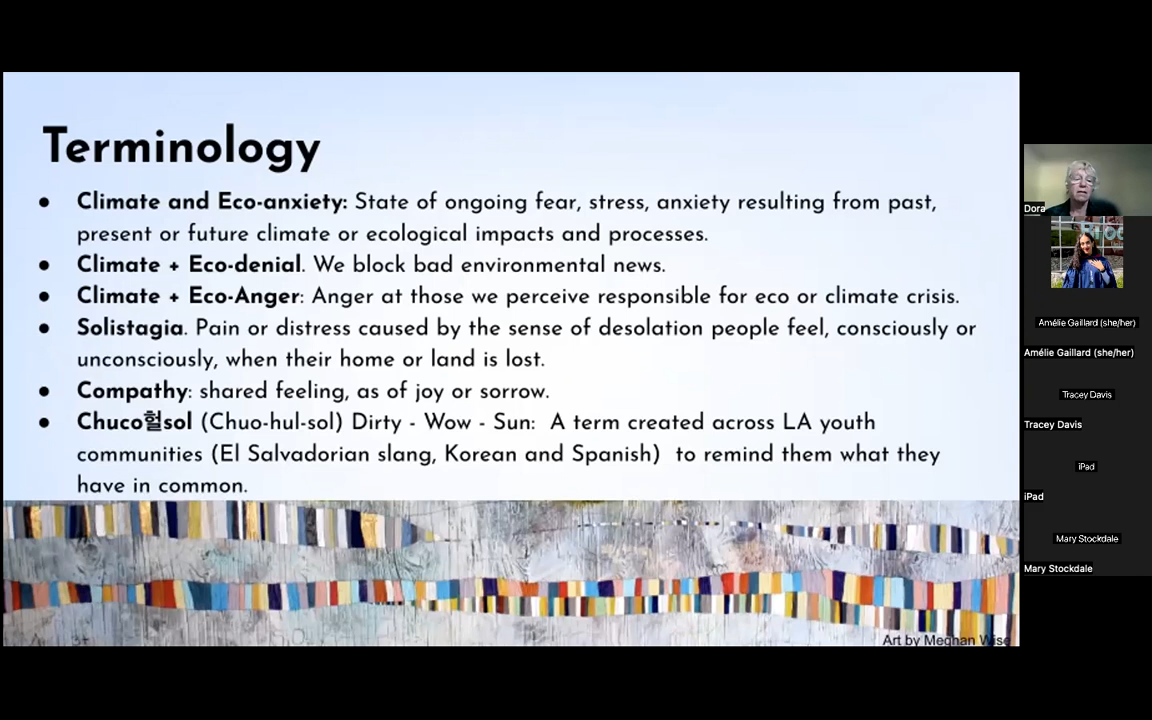 Terminology
● Climate and Eco-anxiety: State of ongoing fear, stress, anxiety resulting from past,
present or future climate or ecological impacts and processes.
● Climate + Eco-denial. We block bad environmental news.
● Climate + Eco-Anger: Anger at those we perceive responsible for eco or climate crisis.
● Solistagia. Pain or distress caused by the sense of desolation people feel, consciously or
unconsciously, when their home or land is lost.
● Compathy: shared feeling, as of joy or sorrow.
● Chuco헐sol (Chuo-hul-sol) Dirty - Wow - Sun: A term created across LA youth
communities (El Salvadorian slang, Korean and Spanish) to remind them what they
have in common.
Art by Meghan Wise
Dora
Amélie Gaillard (she/her)
Amélie Gaillard (she/her)
Tracey Davis
Tracey Davis
iPad
iPad
Mary Stockdale
Mary Stockdale